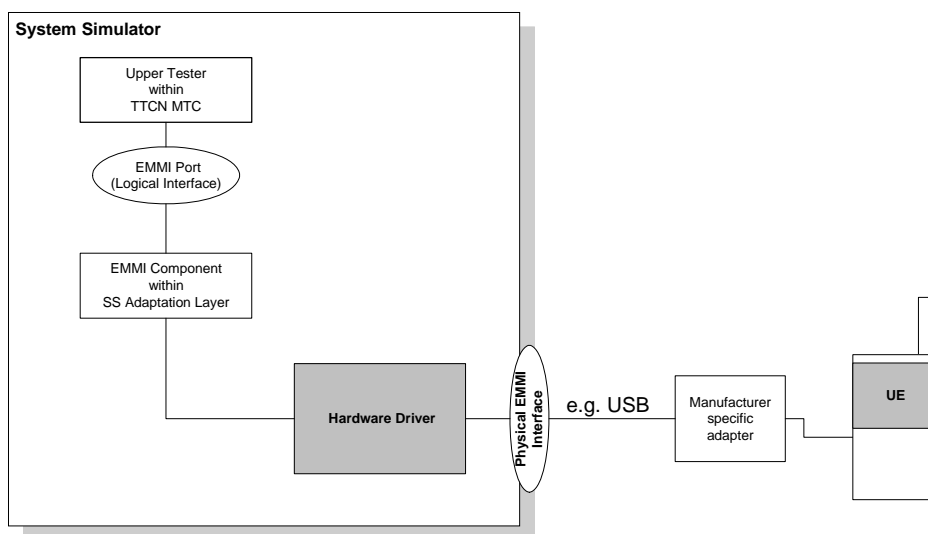 System Simulator
Upper Tester
within
TTCN MTC
EMMI Port
(Logical Interface)
EMMI Component
within
SS Adaptation Layer
Hardware Driver
Physical EMMI
Interface
e.g. USB
Manufacturer
specific
adapter
UE